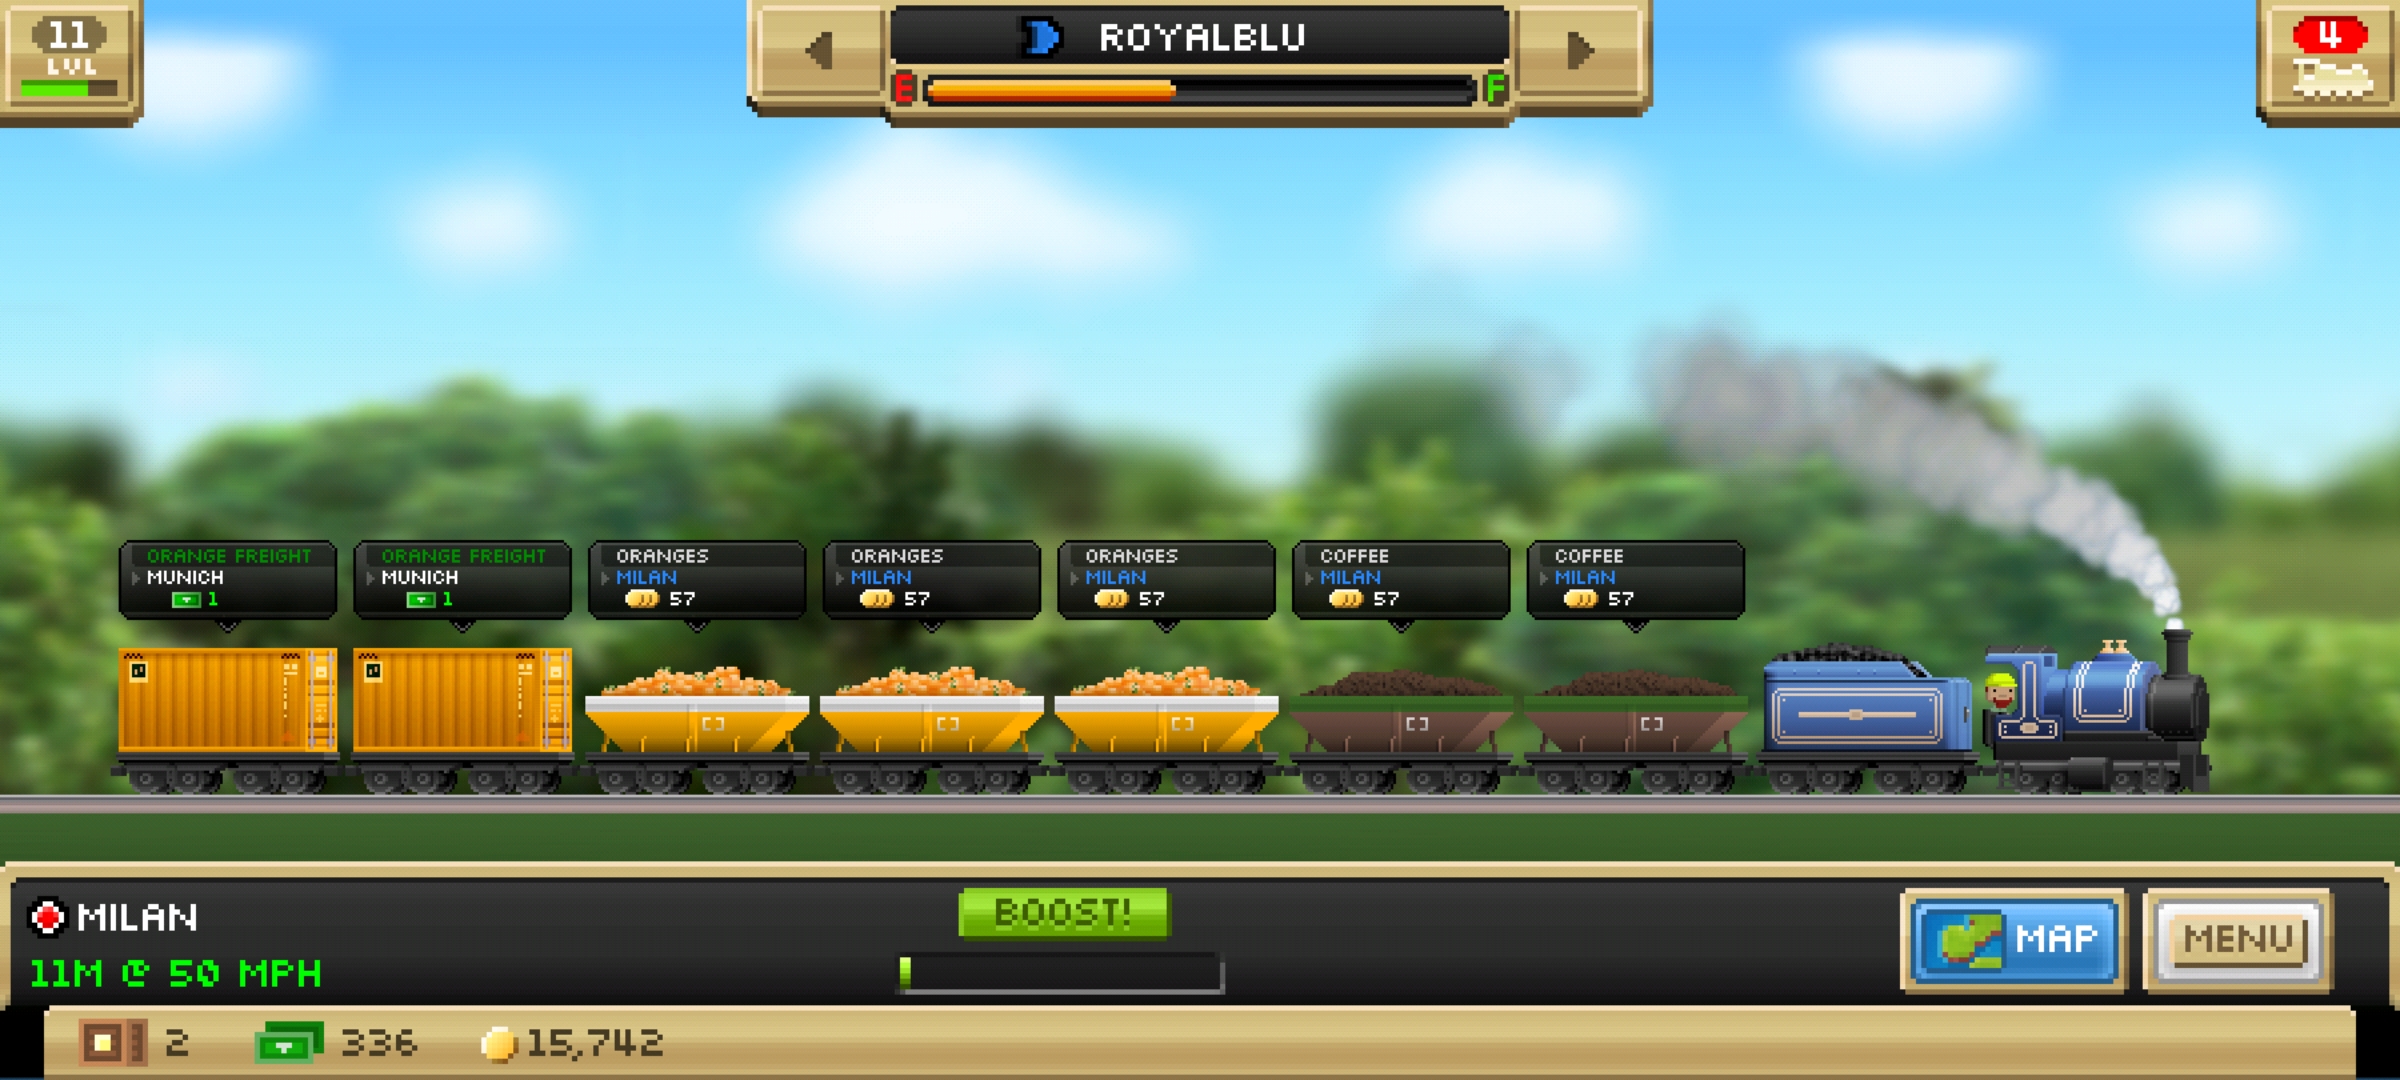 11
LVL
ROYALBLU
E F
4
ORANGE FREIGHT
MUNICH
1
ORANGE FREIGHT
MUNICH
1
ORANGES
MILAN
57
ORANGES
MILAN
57
ORANGES
MILAN
57
COFFEE
MILAN
57
COFFEE
MILAN
57
MILAN
11M @ 50 MPH
BOOST!
MAP
MENU
2
336
15,742